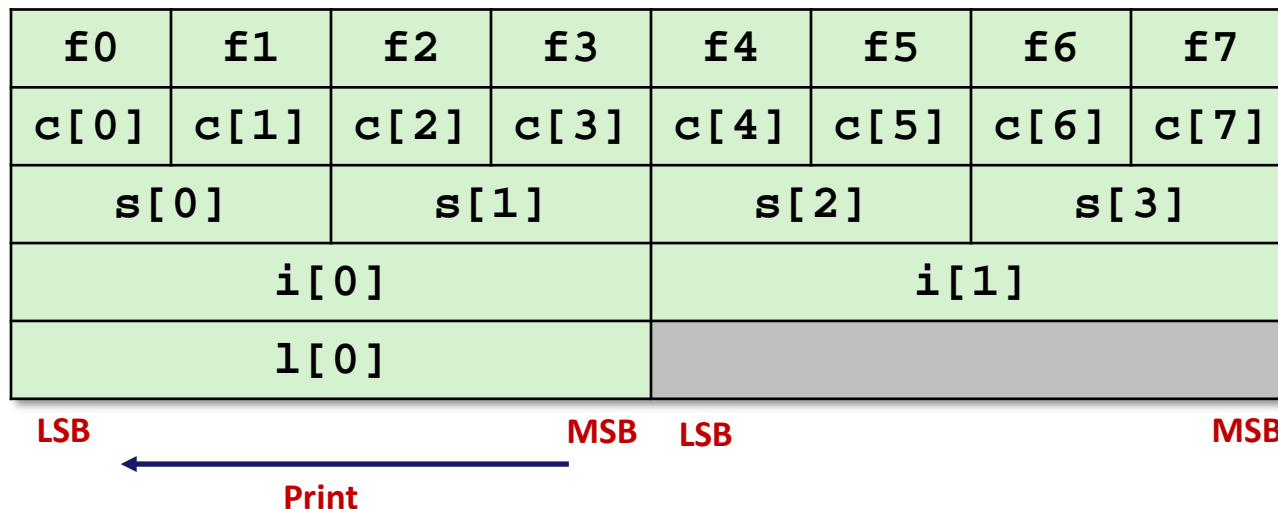 f0 f1 f2 f3 f4 f5 f6 f7
c[0] c[1] c[2] c[3] c[4] c[5] c[6] c[7]
s[0] s[1] s[2] s[3]
i[0] i[1]
l[0]
LSB MSB LSB MSB
Print